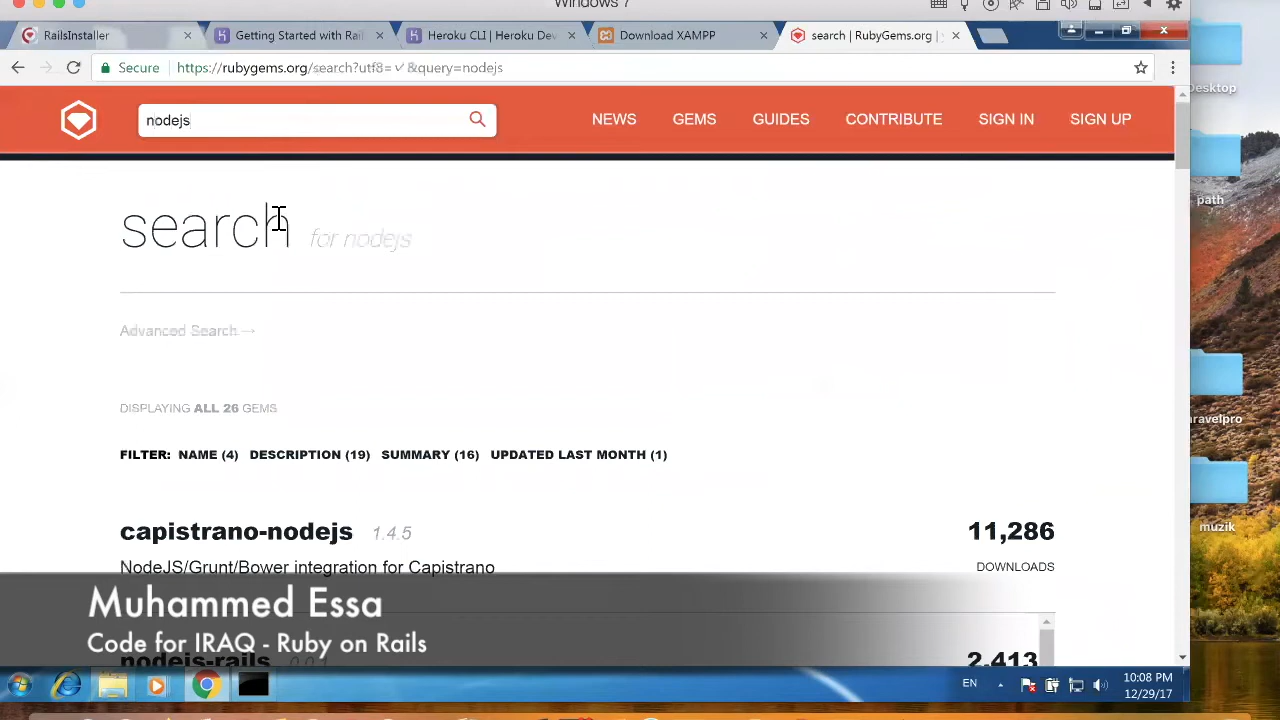 Windows 7
RailsInstaller
Getting Started with Rail
Heroku CLI | Heroku Dev
Download XAMPP
search | RubyGems.org | y
Secure
https://rubygems.org/search?utf8=✓&query=nodejs
nodejs
NEWS
GEMS
GUIDES
CONTRIBUTE
SIGN IN
SIGN UP
search for nodejs
Advanced Search →
DISPLAYING ALL 26 GEMS
FILTER: NAME (4) DESCRIPTION (19) SUMMARY (16) UPDATED LAST MONTH (1)
capistrano-nodejs 1.4.5
11,286
NodeJS/Grunt/Bower integration for Capistrano
DOWNLOADS
Muhammed Essa
Code for IRAQ - Ruby on Rails
nodejs-rails 0.0.1
2,413
EN
10:08 PM
12/29/17
Desktop
path
aravelpro
muzik